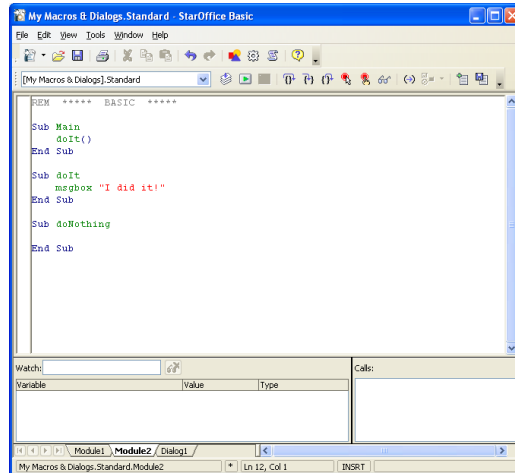 My Macros & Dialogs.Standard - StarOffice Basic
File Edit View Tools Window Help
[My Macros & Dialogs].Standard
REM ***** BASIC *****
Sub Main
doIt()
End Sub
Sub doIt
msgbox "I did it!"
End Sub
Sub doNothing
End Sub
Watch:
Calls:
Variable Value Type
Module1 Module2 Dialog1
My Macros & Dialogs.Standard.Module2 * Ln 12, Col 1 INSRT